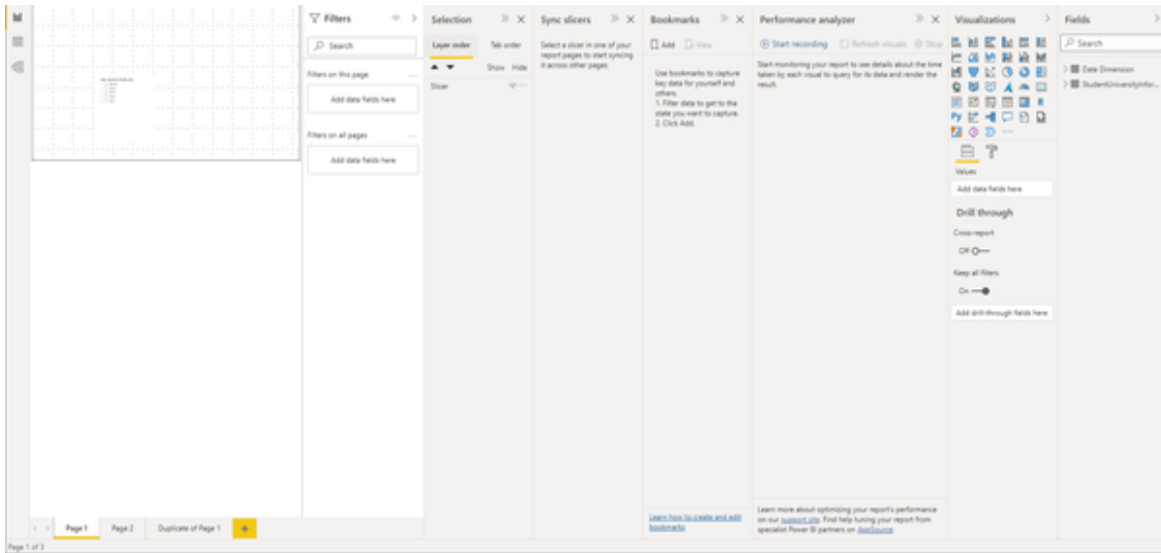 Filters
Search
Filters on this page
Add data fields here
Filters on all pages
Add data fields here
Selection
Layer order Tab order
Show Hide
Slicer
Sync slicers
Select a slicer in one of your
report pages to start syncing
it across other pages
Bookmarks
Add View
Use bookmarks to capture
key data for yourself and
others.
1. Filter data to get to the
state you want to capture.
2. Click Add.
Learn how to create and edit
bookmarks
Performance analyzer
Start recording Refresh visuals Stop
Start monitoring your report to see details about the time
taken by each visual to query for its data and render the
result.
Learn more about optimizing your report's performance
on our support site. Find help tuning your report from
specialist Power BI partners on AppSource.
Visualizations
Values
Add data fields here
Drill through
Cross-report
Off
Keep all filters
On
Add drill-through fields here
Fields
Search
Date Dimension
StudentUniversityInfor...
Page 1 Page 2 Duplicate of Page 1
Page 1 of 3